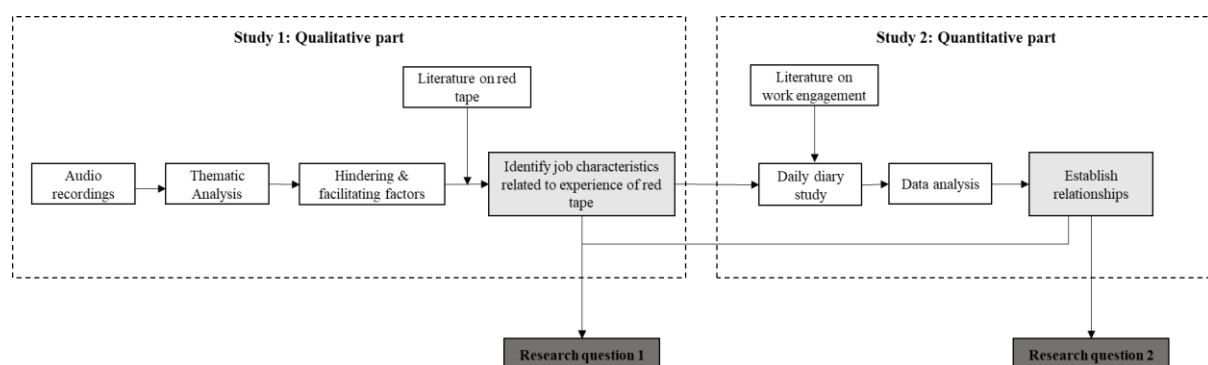 Study 1: Qualitative part
Literature on red
tape
Audio
recordings
Thematic
Analysis
Hindering &
facilitating factors
Identify job characteristics
related to experience of red
tape
Study 2: Quantitative part
Literature on
work engagement
Daily diary
study
Data analysis
Establish
relationships
Research question 1
Research question 2